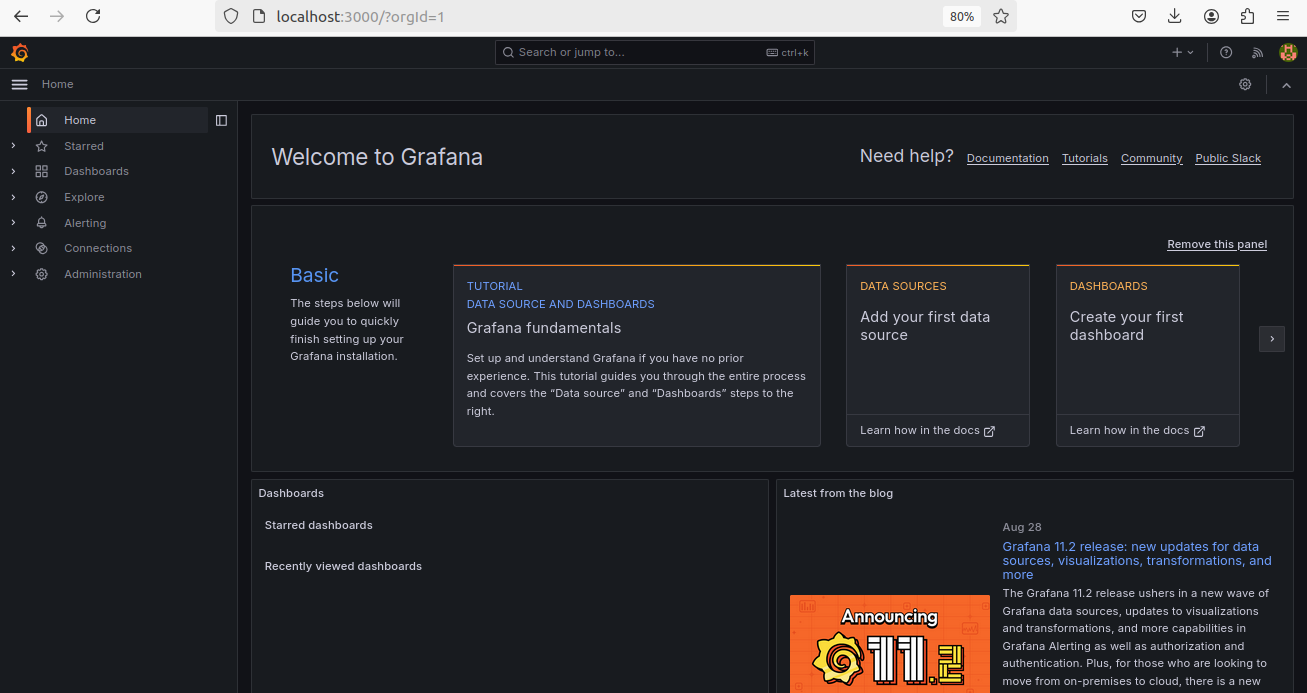 localhost:3000/?orgId=1
80%
Search or jump to...
ctrl+k
Home
Home
Starred
Dashboards
Explore
Alerting
Connections
Administration
Welcome to Grafana
Need help?
Documentation
Tutorials
Community
Public Slack
Remove this panel
Basic
The steps below will
guide you to quickly
finish setting up your
Grafana installation.
TUTORIAL
DATA SOURCE AND DASHBOARDS
Grafana fundamentals
Set up and understand Grafana if you have no prior
experience. This tutorial guides you through the entire process
and covers the “Data source” and “Dashboards” steps to the
right.
DATA SOURCES
Add your first data
source
Learn how in the docs
DASHBOARDS
Create your first
dashboard
Learn how in the docs
Dashboards
Starred dashboards
Recently viewed dashboards
Latest from the blog
Announcing
11.2
Aug 28
Grafana 11.2 release: new updates for data
sources, visualizations, transformations, and
more
The Grafana 11.2 release ushers in a new wave of
Grafana data sources, updates to visualizations
and transformations, and more capabilities in
Grafana Alerting as well as authorization and
authentication. Plus, for those who are looking to
move from on-premises to cloud, there is a new